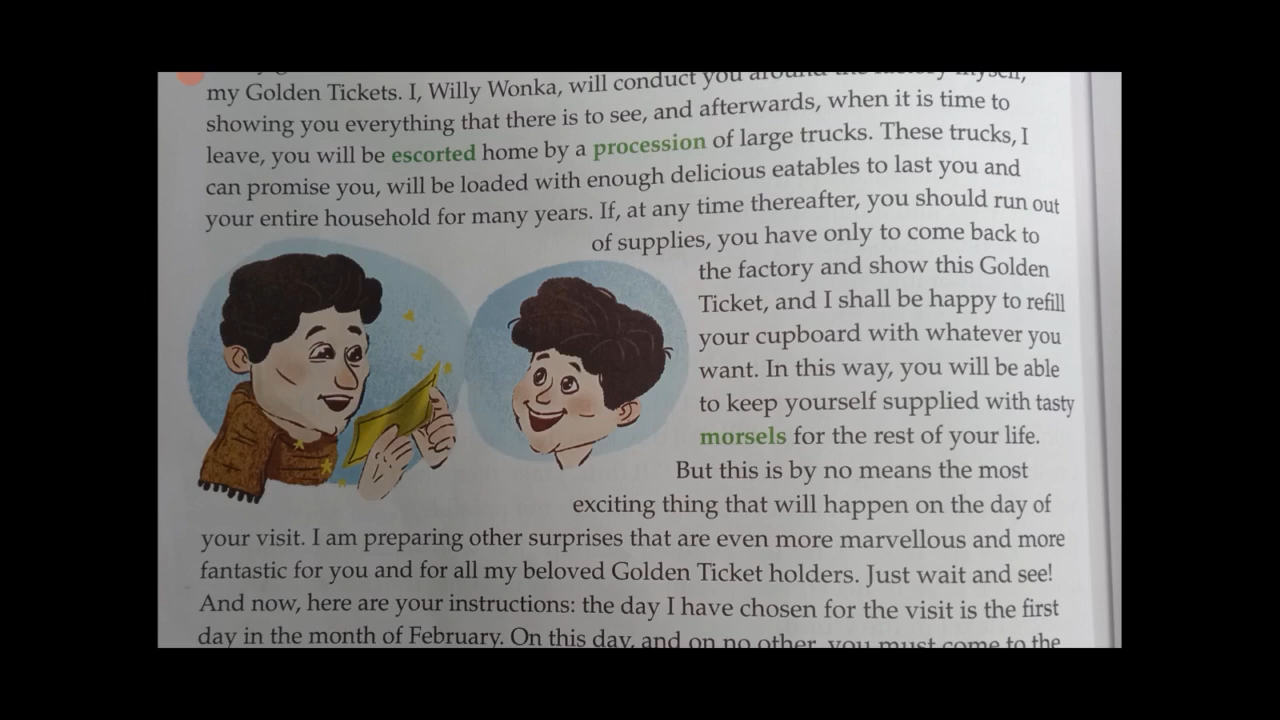 my Golden Tickets. I, Willy Wonka, will conduct you around the factory myself,
showing you everything that there is to see, and afterwards, when it is time to
leave, you will be escorted home by a procession of large trucks. These trucks, I
can promise you, will be loaded with enough delicious eatables to last you and
your entire household for many years. If, at any time thereafter, you should run out
of supplies, you have only to come back to
the factory and show this Golden
Ticket, and I shall be happy to refill
your cupboard with whatever you
want. In this way, you will be able
to keep yourself supplied with tasty
morsels for the rest of your life.
But this is by no means the most
exciting thing that will happen on the day of
your visit. I am preparing other surprises that are even more marvellous and more
fantastic for you and for all my beloved Golden Ticket holders. Just wait and see!
And now, here are your instructions: the day I have chosen for the visit is the first
day in the month of February. On this day, and on no other, you must come to the